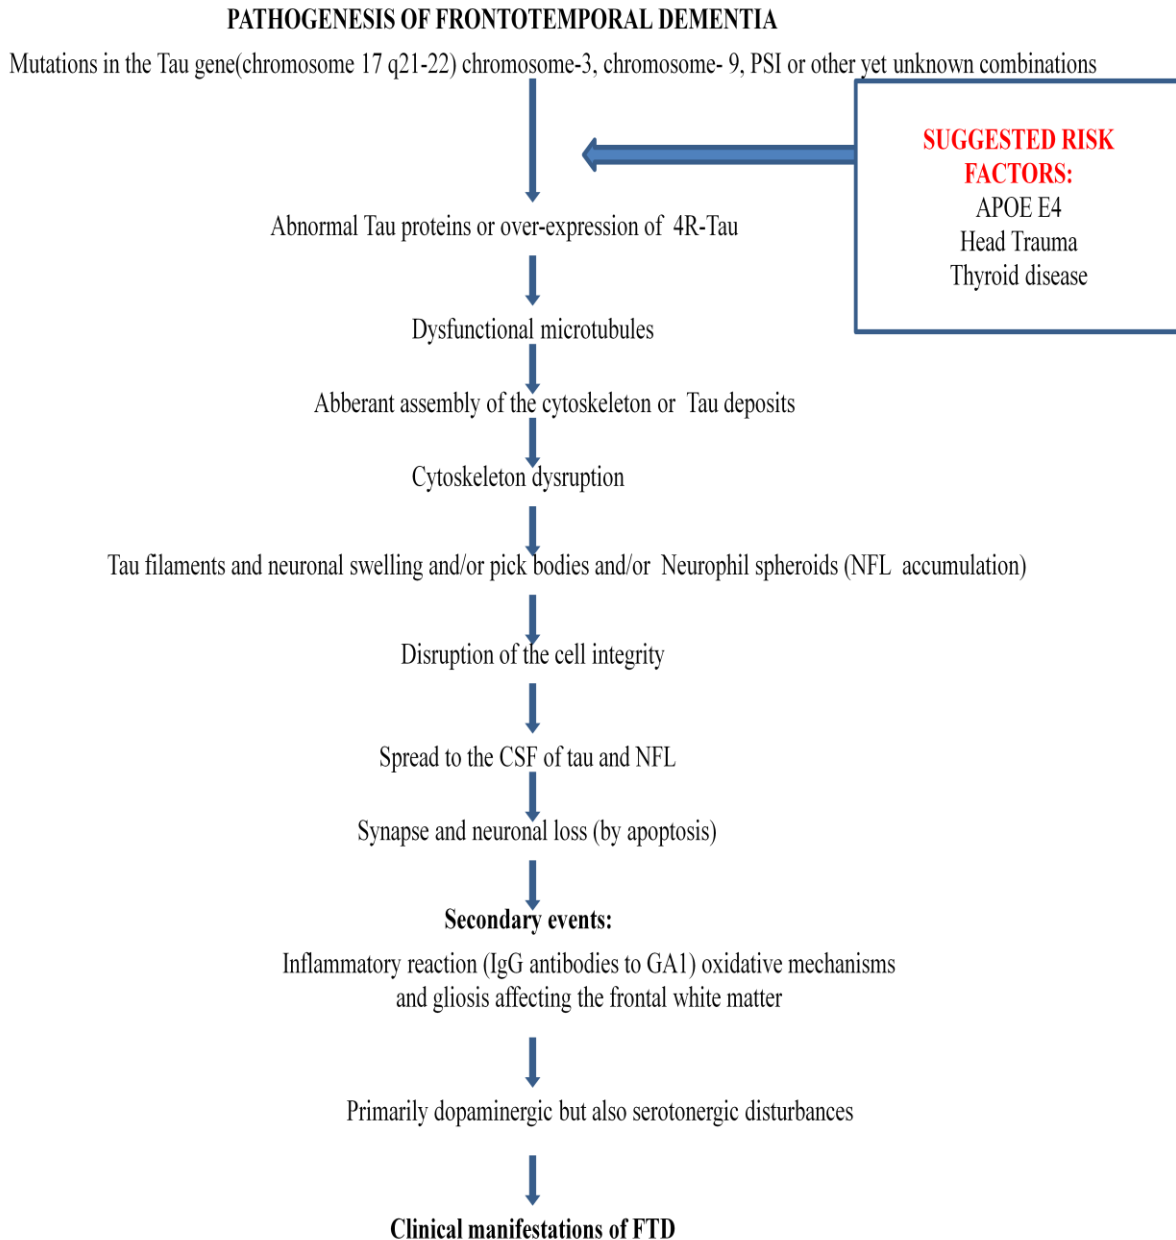 PATHOGENESIS OF FRONTOTEMPORAL DEMENTIA
Mutations in the Tau gene(chromosome 17 q21-22) chromosome-3, chromosome- 9, PSI or other yet unknown combinations
SUGGESTED RISK
FACTORS:
APOE E4
Head Trauma
Thyroid disease
Abnormal Tau proteins or over-expression of 4R-Tau
Dysfunctional microtubules
Abberant assembly of the cytoskeleton or Tau deposits
Cytoskeleton dysruption
Tau filaments and neuronal swelling and/or pick bodies and/or Neurophil spheroids (NFL accumulation)
Disruption of the cell integrity
Spread to the CSF of tau and NFL
Synapse and neuronal loss (by apoptosis)
Secondary events:
Inflammatory reaction (IgG antibodies to GA1) oxidative mechanisms
and gliosis affecting the frontal white matter
Primarily dopaminergic but also serotonergic disturbances
Clinical manifestations of FTD